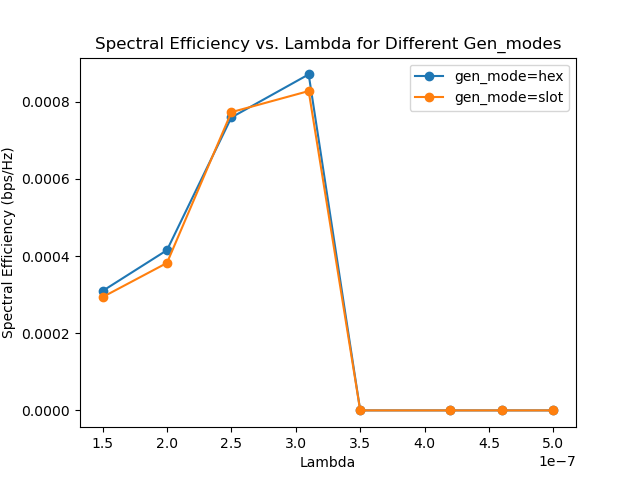 Spectral Efficiency vs. Lambda for Different Gen_modes
gen_mode=hex
gen_mode=slot
Spectral Efficiency (bps/Hz)
0.0008
0.0006
0.0004
0.0002
0.0000
1.5 2.0 2.5 3.0 3.5 4.0 4.5 5.0
1e−7
Lambda